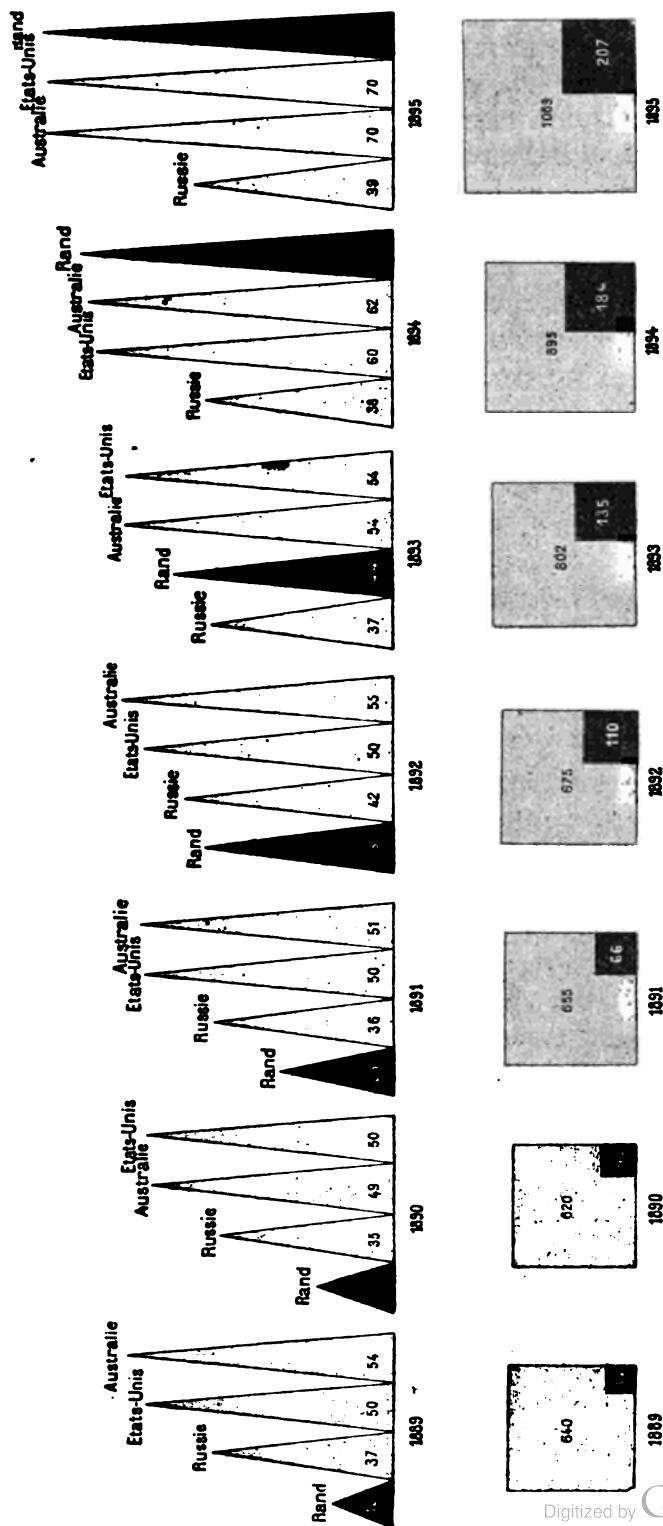 Rand
Etats-Unis
Australie
Russie
70
70
39
1895
1069
207
1895
Rand
Australie
Etats-Unis
Russie
62
60
38
1894
895
184
1894
Etats-Unis
Australie
Rand
Russie
54
54
37
1893
802
135
1893
Australie
Etats-Unis
Russie
Rand
55
50
42
1892
675
110
1892
Australie
Etats-Unis
Russie
Rand
51
50
36
1891
655
66
1891
Etats-Unis
Australie
Russie
Rand
50
49
35
1890
620
1890
Australie
Etats-Unis
Russie
Rand
54
50
37
1889
640
1889
Digitized by